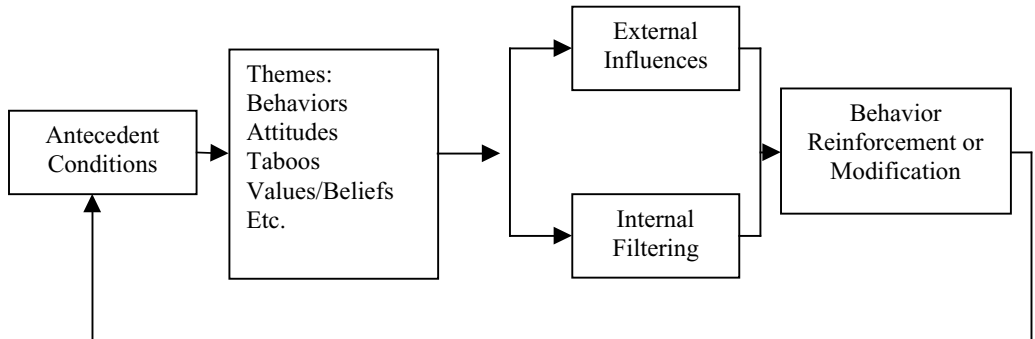 Antecedent
Conditions
Themes:
Behaviors
Attitudes
Taboos
Values/Beliefs
Etc.
External
Influences
Internal
Filtering
Behavior
Reinforcement or
Modification